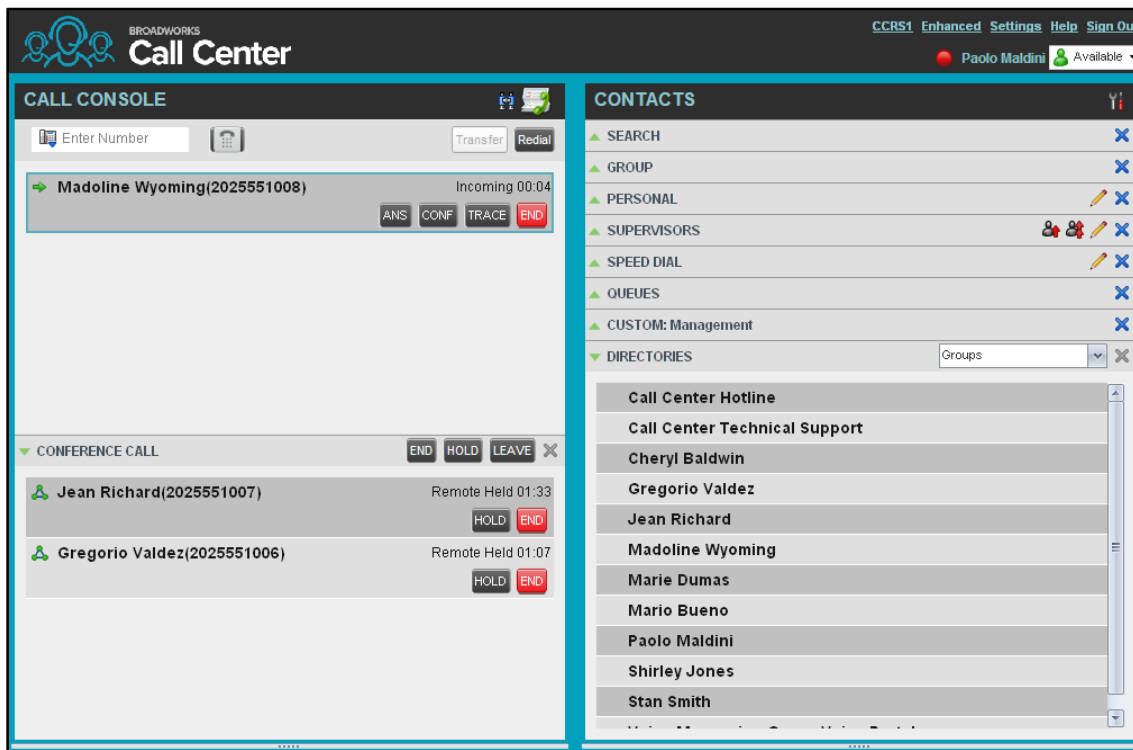 BROADWORKS
Call Center
CCRS1 Enhanced Settings Help Sign Ou
Paolo Maldini Available
CALL CONSOLE
Enter Number Transfer Redial
Madoline Wyoming(2025551008) Incoming 00:04
ANS CONF TRACE END
CONFERENCE CALL END HOLD LEAVE
Jean Richard(2025551007) Remote Held 01:33
HOLD END
Gregorio Valdez(2025551006) Remote Held 01:07
HOLD END
CONTACTS
SEARCH
GROUP
PERSONAL
SUPERVISORS
SPEED DIAL
QUEUES
CUSTOM: Management
DIRECTORIES Groups
Call Center Hotline
Call Center Technical Support
Cheryl Baldwin
Gregorio Valdez
Jean Richard
Madoline Wyoming
Marie Dumas
Mario Bueno
Paolo Maldini
Shirley Jones
Stan Smith